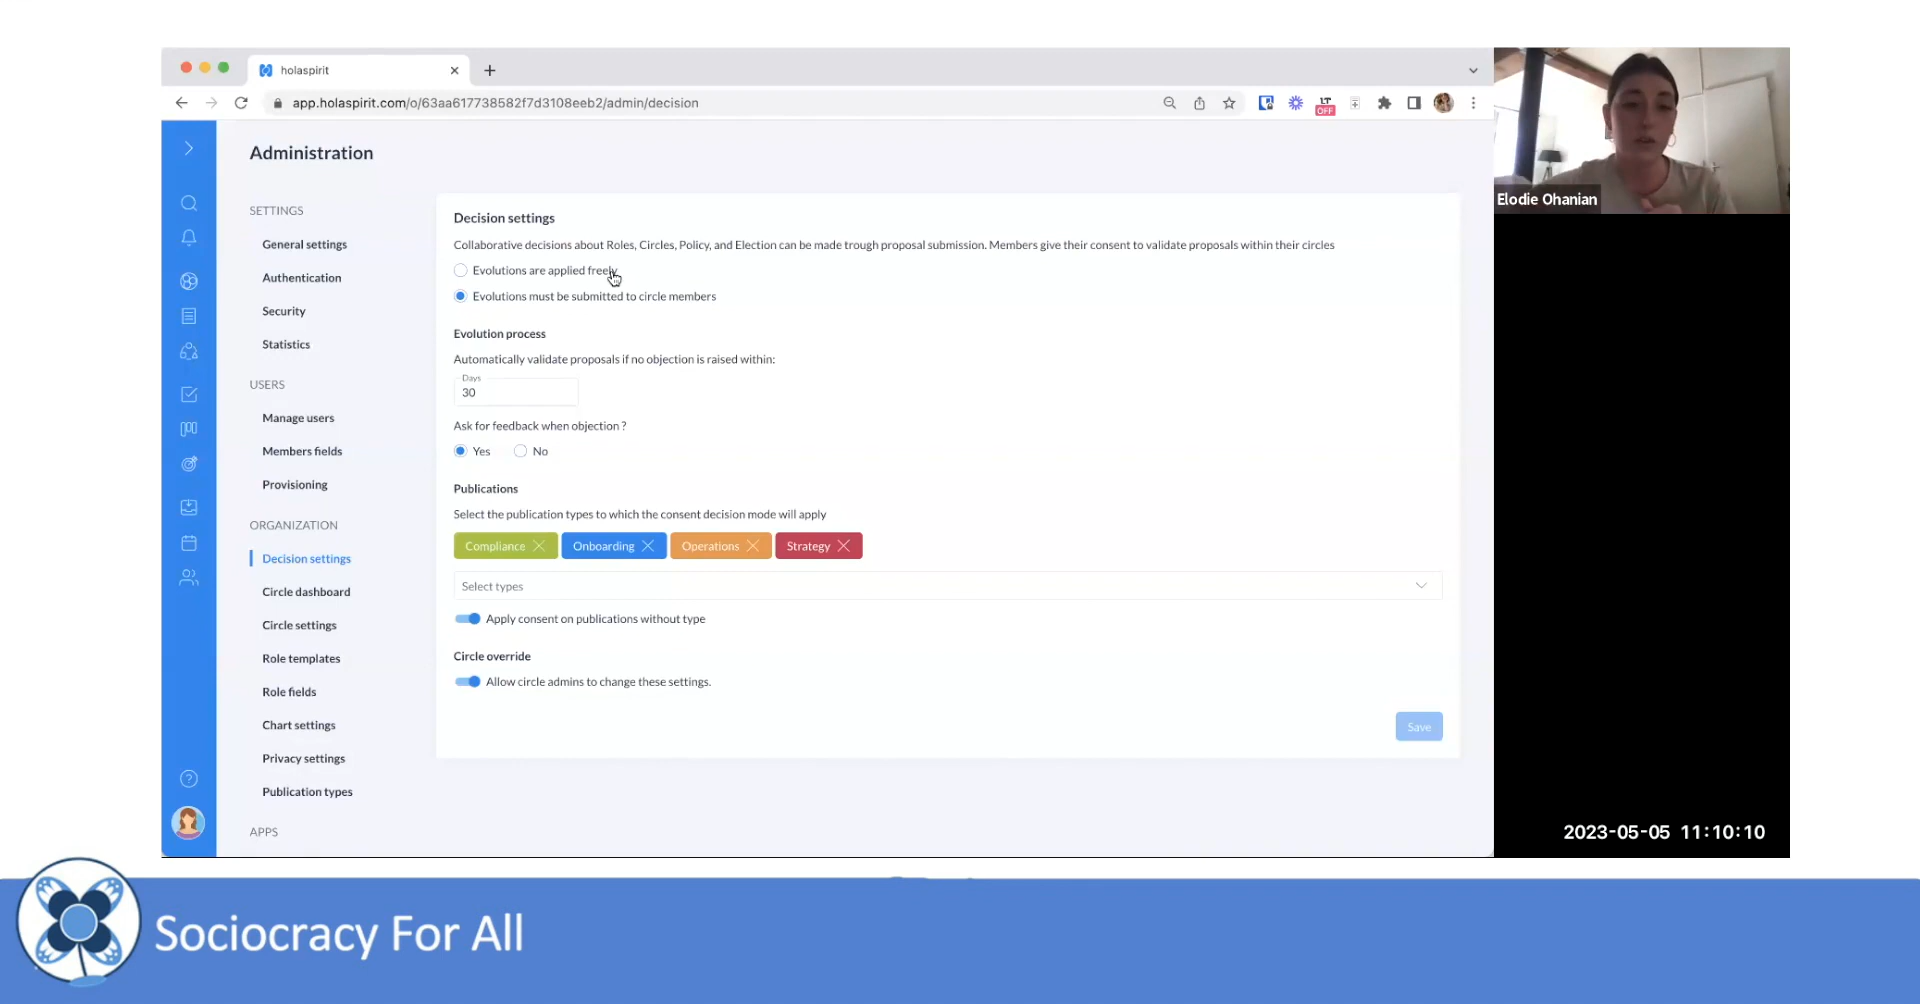 holaspirit
app.holaspirit.com/o/63aa617738582f7d3108eeb2/admin/decision
LT
OFF
Elodie Ohanian
Administration
SETTINGS
General settings
Authentication
Security
Statistics
USERS
Manage users
Members fields
Provisioning
ORGANIZATION
Decision settings
Circle dashboard
Circle settings
Role templates
Role fields
Chart settings
Privacy settings
Publication types
APPS
Decision settings
Collaborative decisions about Roles, Circles, Policy, and Election can be made trough proposal submission. Members give their consent to validate proposals within their circles
Evolutions are applied freely
Evolutions must be submitted to circle members
Evolution process
Automatically validate proposals if no objection is raised within:
Days
30
Ask for feedback when objection ?
Yes No
Publications
Select the publication types to which the consent decision mode will apply
Compliance Onboarding Operations Strategy
Select types
Apply consent on publications without type
Circle override
Allow circle admins to change these settings.
Save
2023-05-05 11:10:10
Sociocracy For All